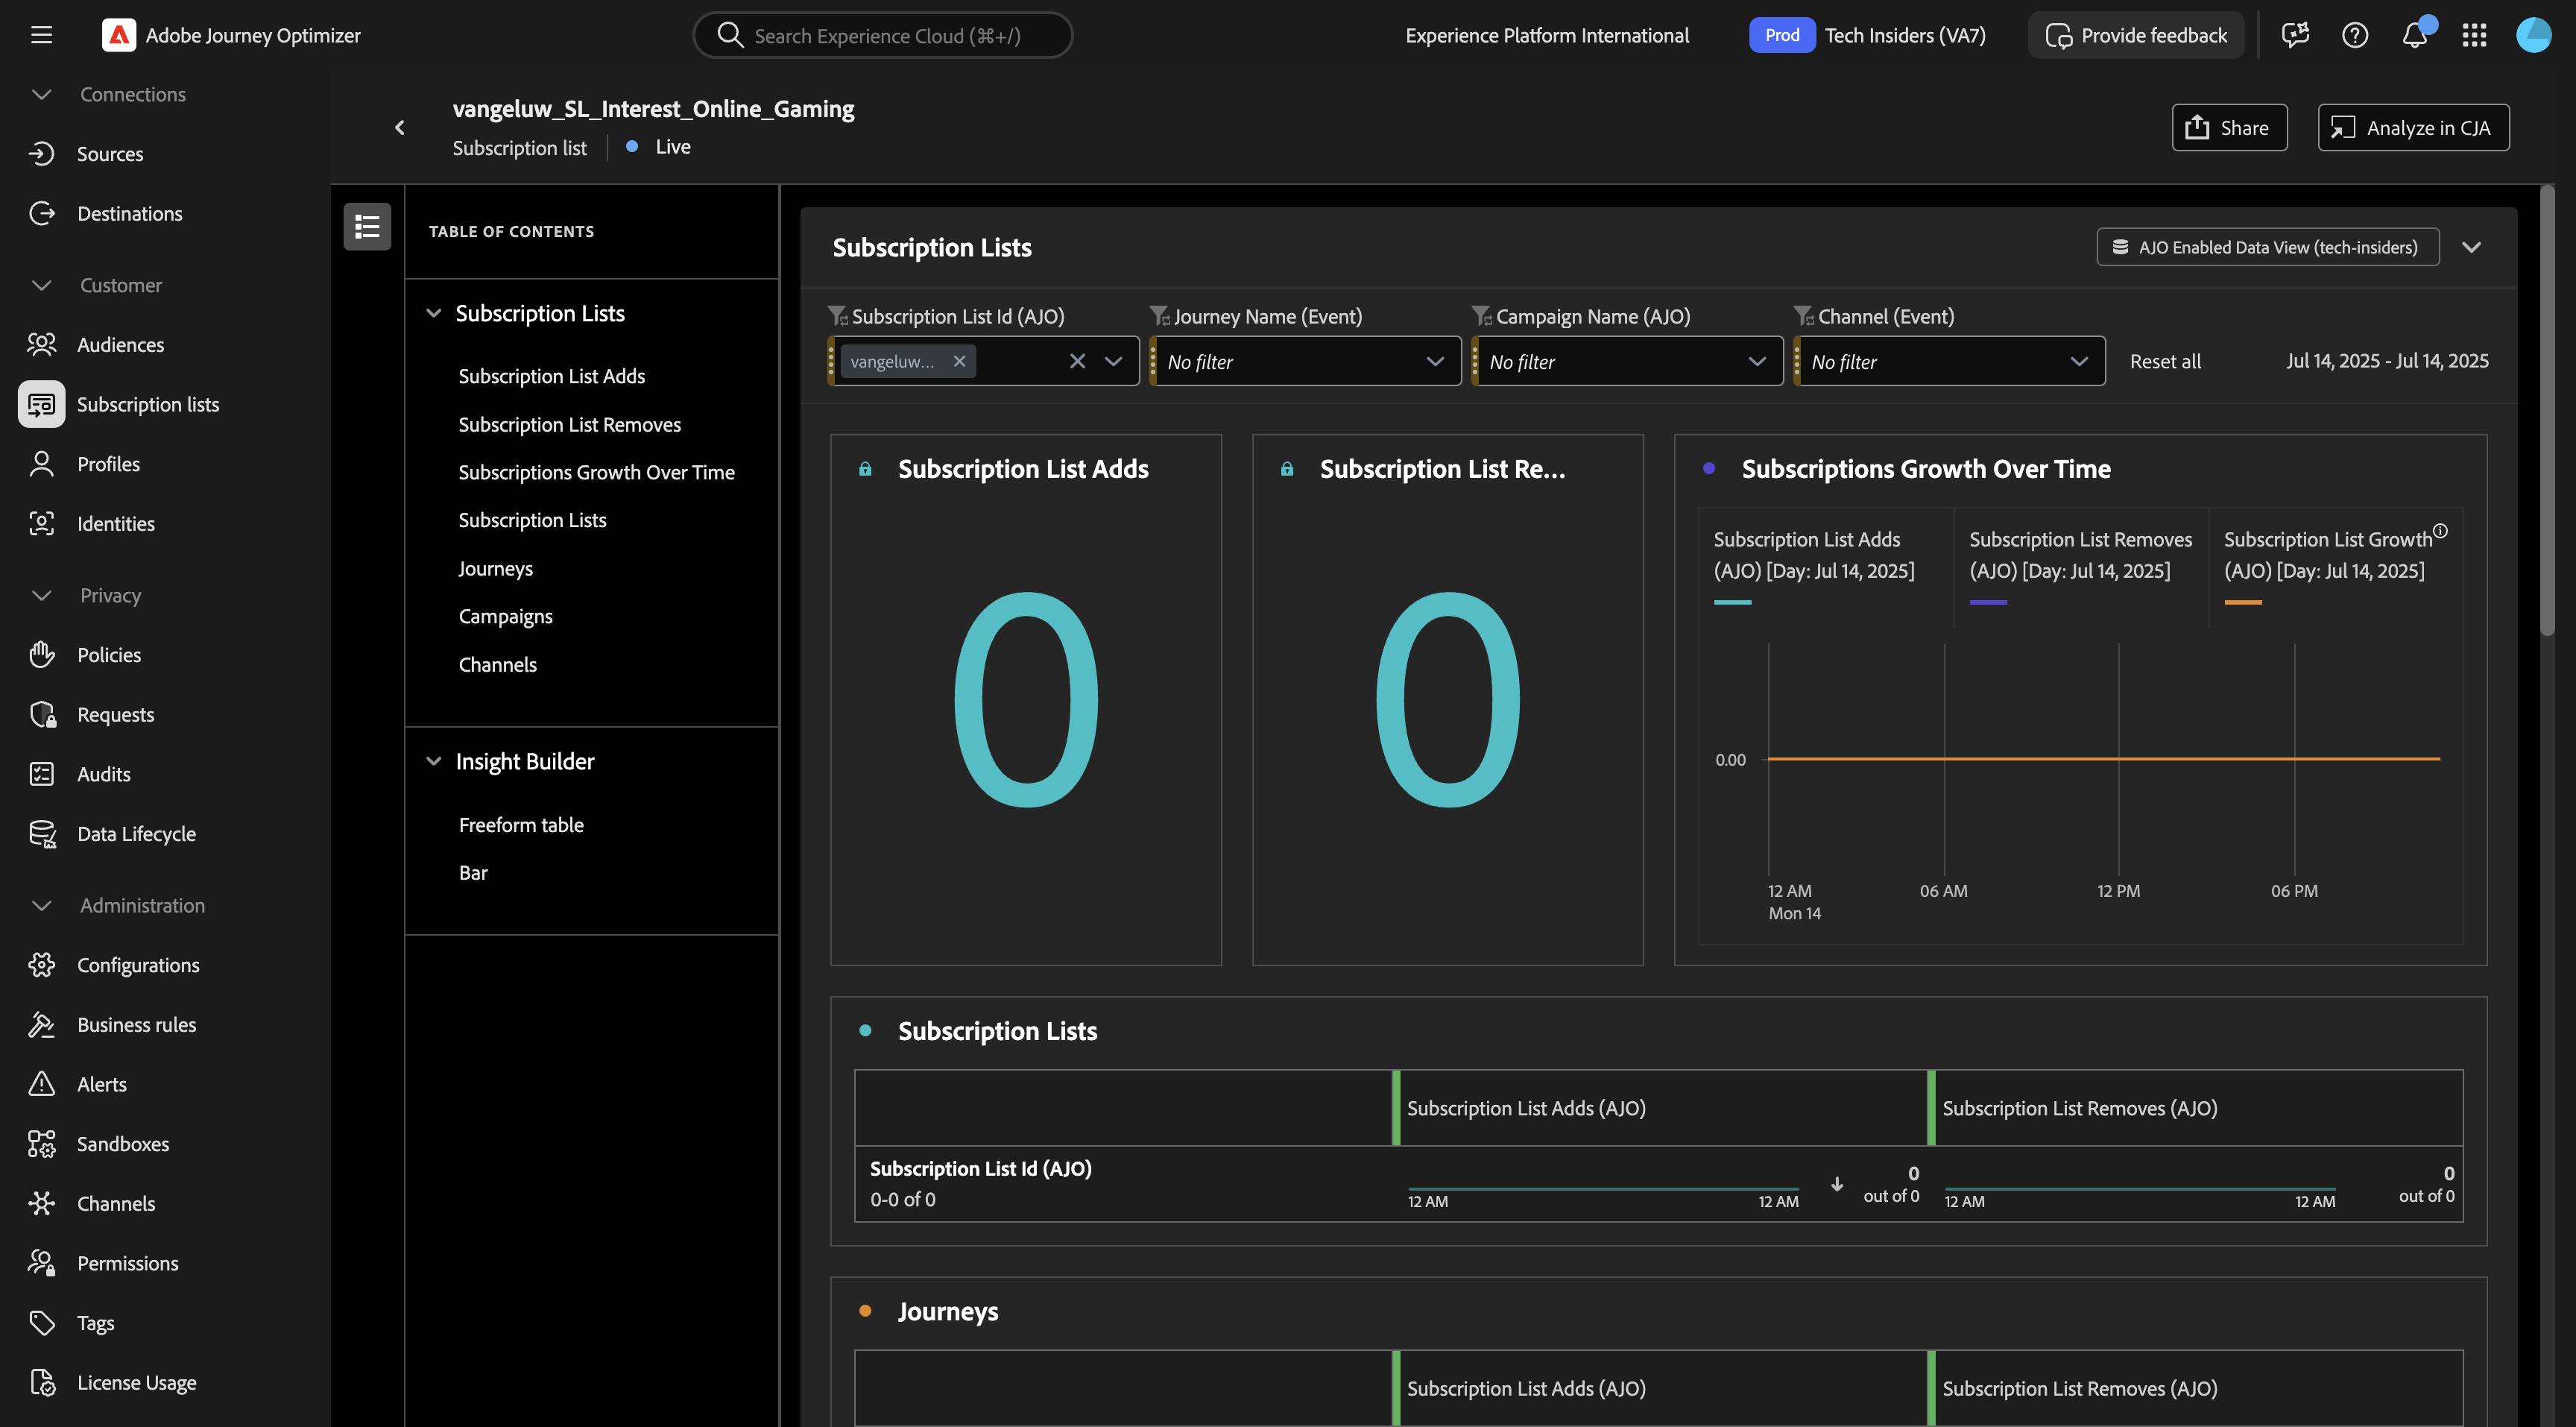 Adobe Journey Optimizer
Search Experience Cloud (⌘+/)
Experience Platform International
Prod
Tech Insiders (VA7)
Provide feedback
Connections
Sources
Destinations
Customer
Audiences
Subscription lists
Profiles
Identities
Privacy
Policies
Requests
Audits
Data Lifecycle
Administration
Configurations
Business rules
Alerts
Sandboxes
Channels
Permissions
Tags
License Usage
vangeluw_SL_Interest_Online_Gaming
Subscription list
Live
Share
Analyze in CJA
TABLE OF CONTENTS
Subscription Lists
Subscription List Adds
Subscription List Removes
Subscriptions Growth Over Time
Subscription Lists
Journeys
Campaigns
Channels
Insight Builder
Freeform table
Bar
Subscription Lists
AJO Enabled Data View (tech-insiders)
Subscription List Id (AJO)
Journey Name (Event)
Campaign Name (AJO)
Channel (Event)
vangeluw...
No filter
No filter
No filter
Reset all
Jul 14, 2025 - Jul 14, 2025
Subscription List Adds
0
Subscription List Re...
0
Subscriptions Growth Over Time
Subscription List Adds
(AJO) [Day: Jul 14, 2025]
Subscription List Removes
(AJO) [Day: Jul 14, 2025]
Subscription List Growth
(AJO) [Day: Jul 14, 2025]
0.00
12 AM
Mon 14
06 AM
12 PM
06 PM
Subscription Lists
Subscription List Adds (AJO)
Subscription List Removes (AJO)
Subscription List Id (AJO)
0-0 of 0
12 AM
12 AM
0
out of 0
12 AM
12 AM
0
out of 0
Journeys
Subscription List Adds (AJO)
Subscription List Removes (AJO)